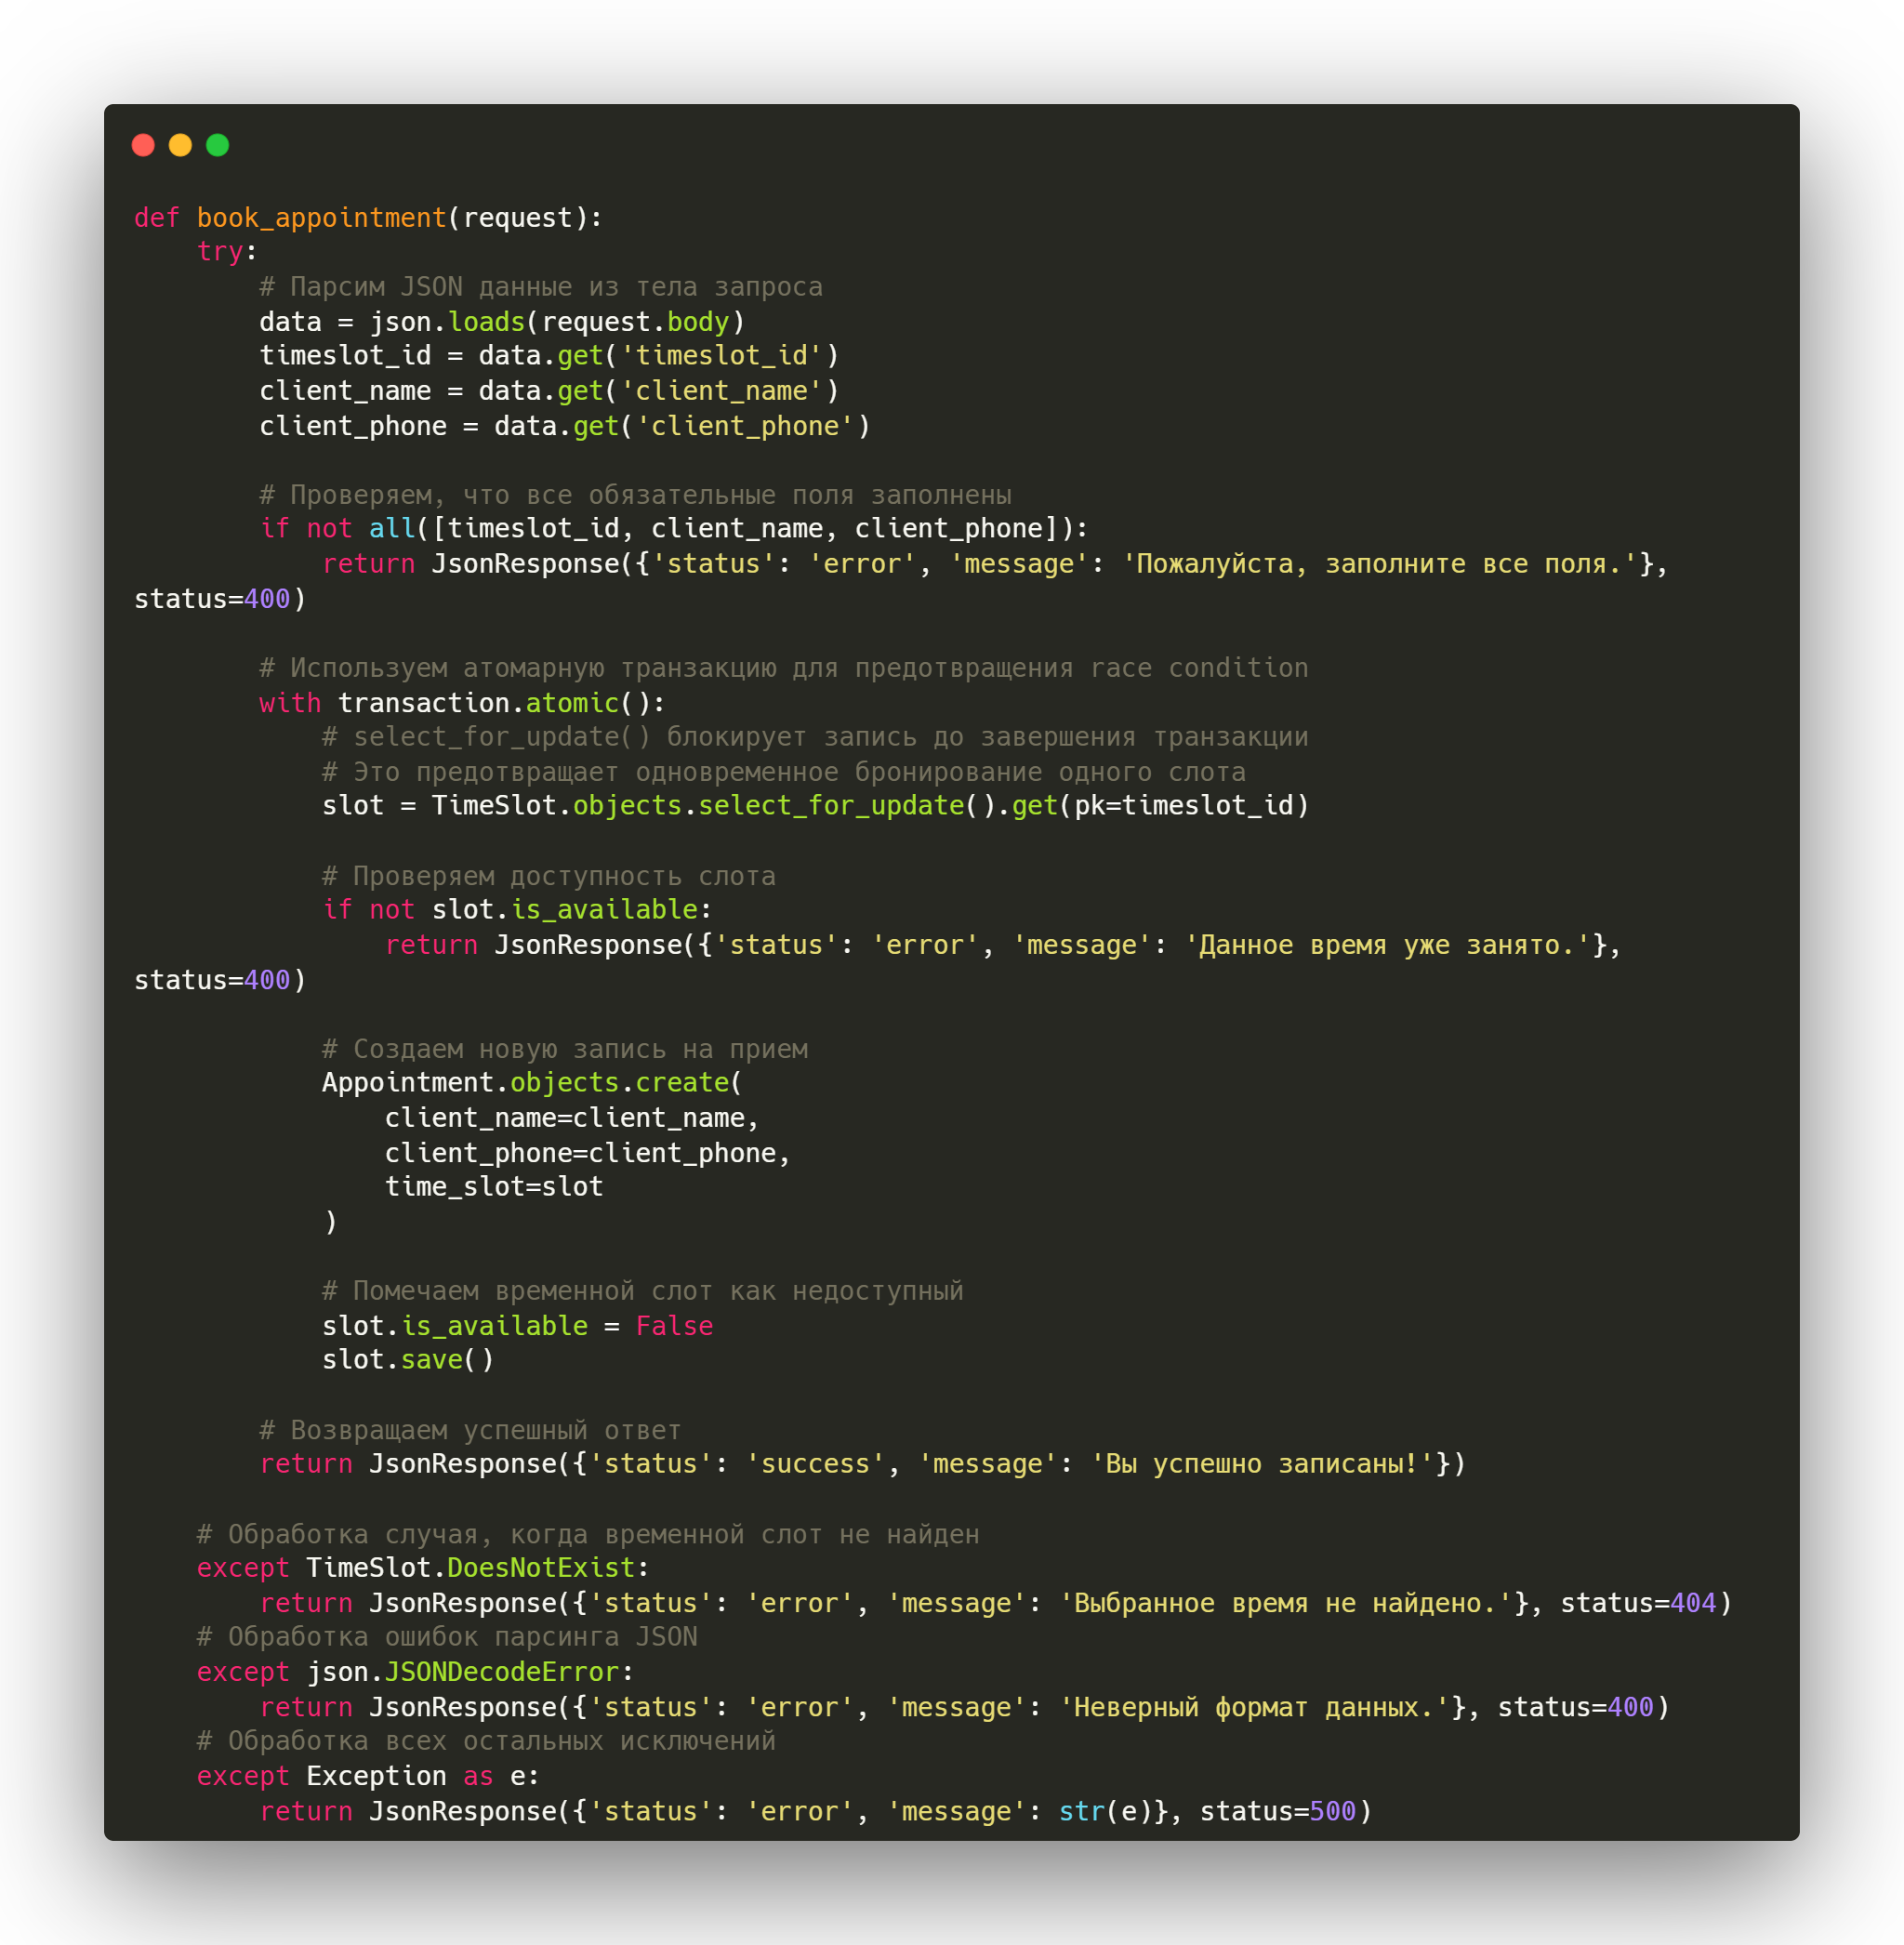 def book_appointment(request):
    try:
        # Парсим JSON данные из тела запроса
        data = json.loads(request.body)
        timeslot_id = data.get('timeslot_id')
        client_name = data.get('client_name')
        client_phone = data.get('client_phone')

        # Проверяем, что все обязательные поля заполнены
        if not all([timeslot_id, client_name, client_phone]):
            return JsonResponse({'status': 'error', 'message': 'Пожалуйста, заполните все поля.'},
status=400)

        # Используем атомарную транзакцию для предотвращения race condition
        with transaction.atomic():
            # select_for_update() блокирует запись до завершения транзакции
            # Это предотвращает одновременное бронирование одного слота
            slot = TimeSlot.objects.select_for_update().get(pk=timeslot_id)

            # Проверяем доступность слота
            if not slot.is_available:
                return JsonResponse({'status': 'error', 'message': 'Данное время уже занято.'},
status=400)

            # Создаем новую запись на прием
            Appointment.objects.create(
                client_name=client_name,
                client_phone=client_phone,
                time_slot=slot
            )

            # Помечаем временной слот как недоступный
            slot.is_available = False
            slot.save()

        # Возвращаем успешный ответ
        return JsonResponse({'status': 'success', 'message': 'Вы успешно записаны!'})

    # Обработка случая, когда временной слот не найден
    except TimeSlot.DoesNotExist:
        return JsonResponse({'status': 'error', 'message': 'Выбранное время не найдено.'}, status=404)
    # Обработка ошибок парсинга JSON
    except json.JSONDecodeError:
        return JsonResponse({'status': 'error', 'message': 'Неверный формат данных.'}, status=400)
    # Обработка всех остальных исключений
    except Exception as e:
        return JsonResponse({'status': 'error', 'message': str(e)}, status=500)